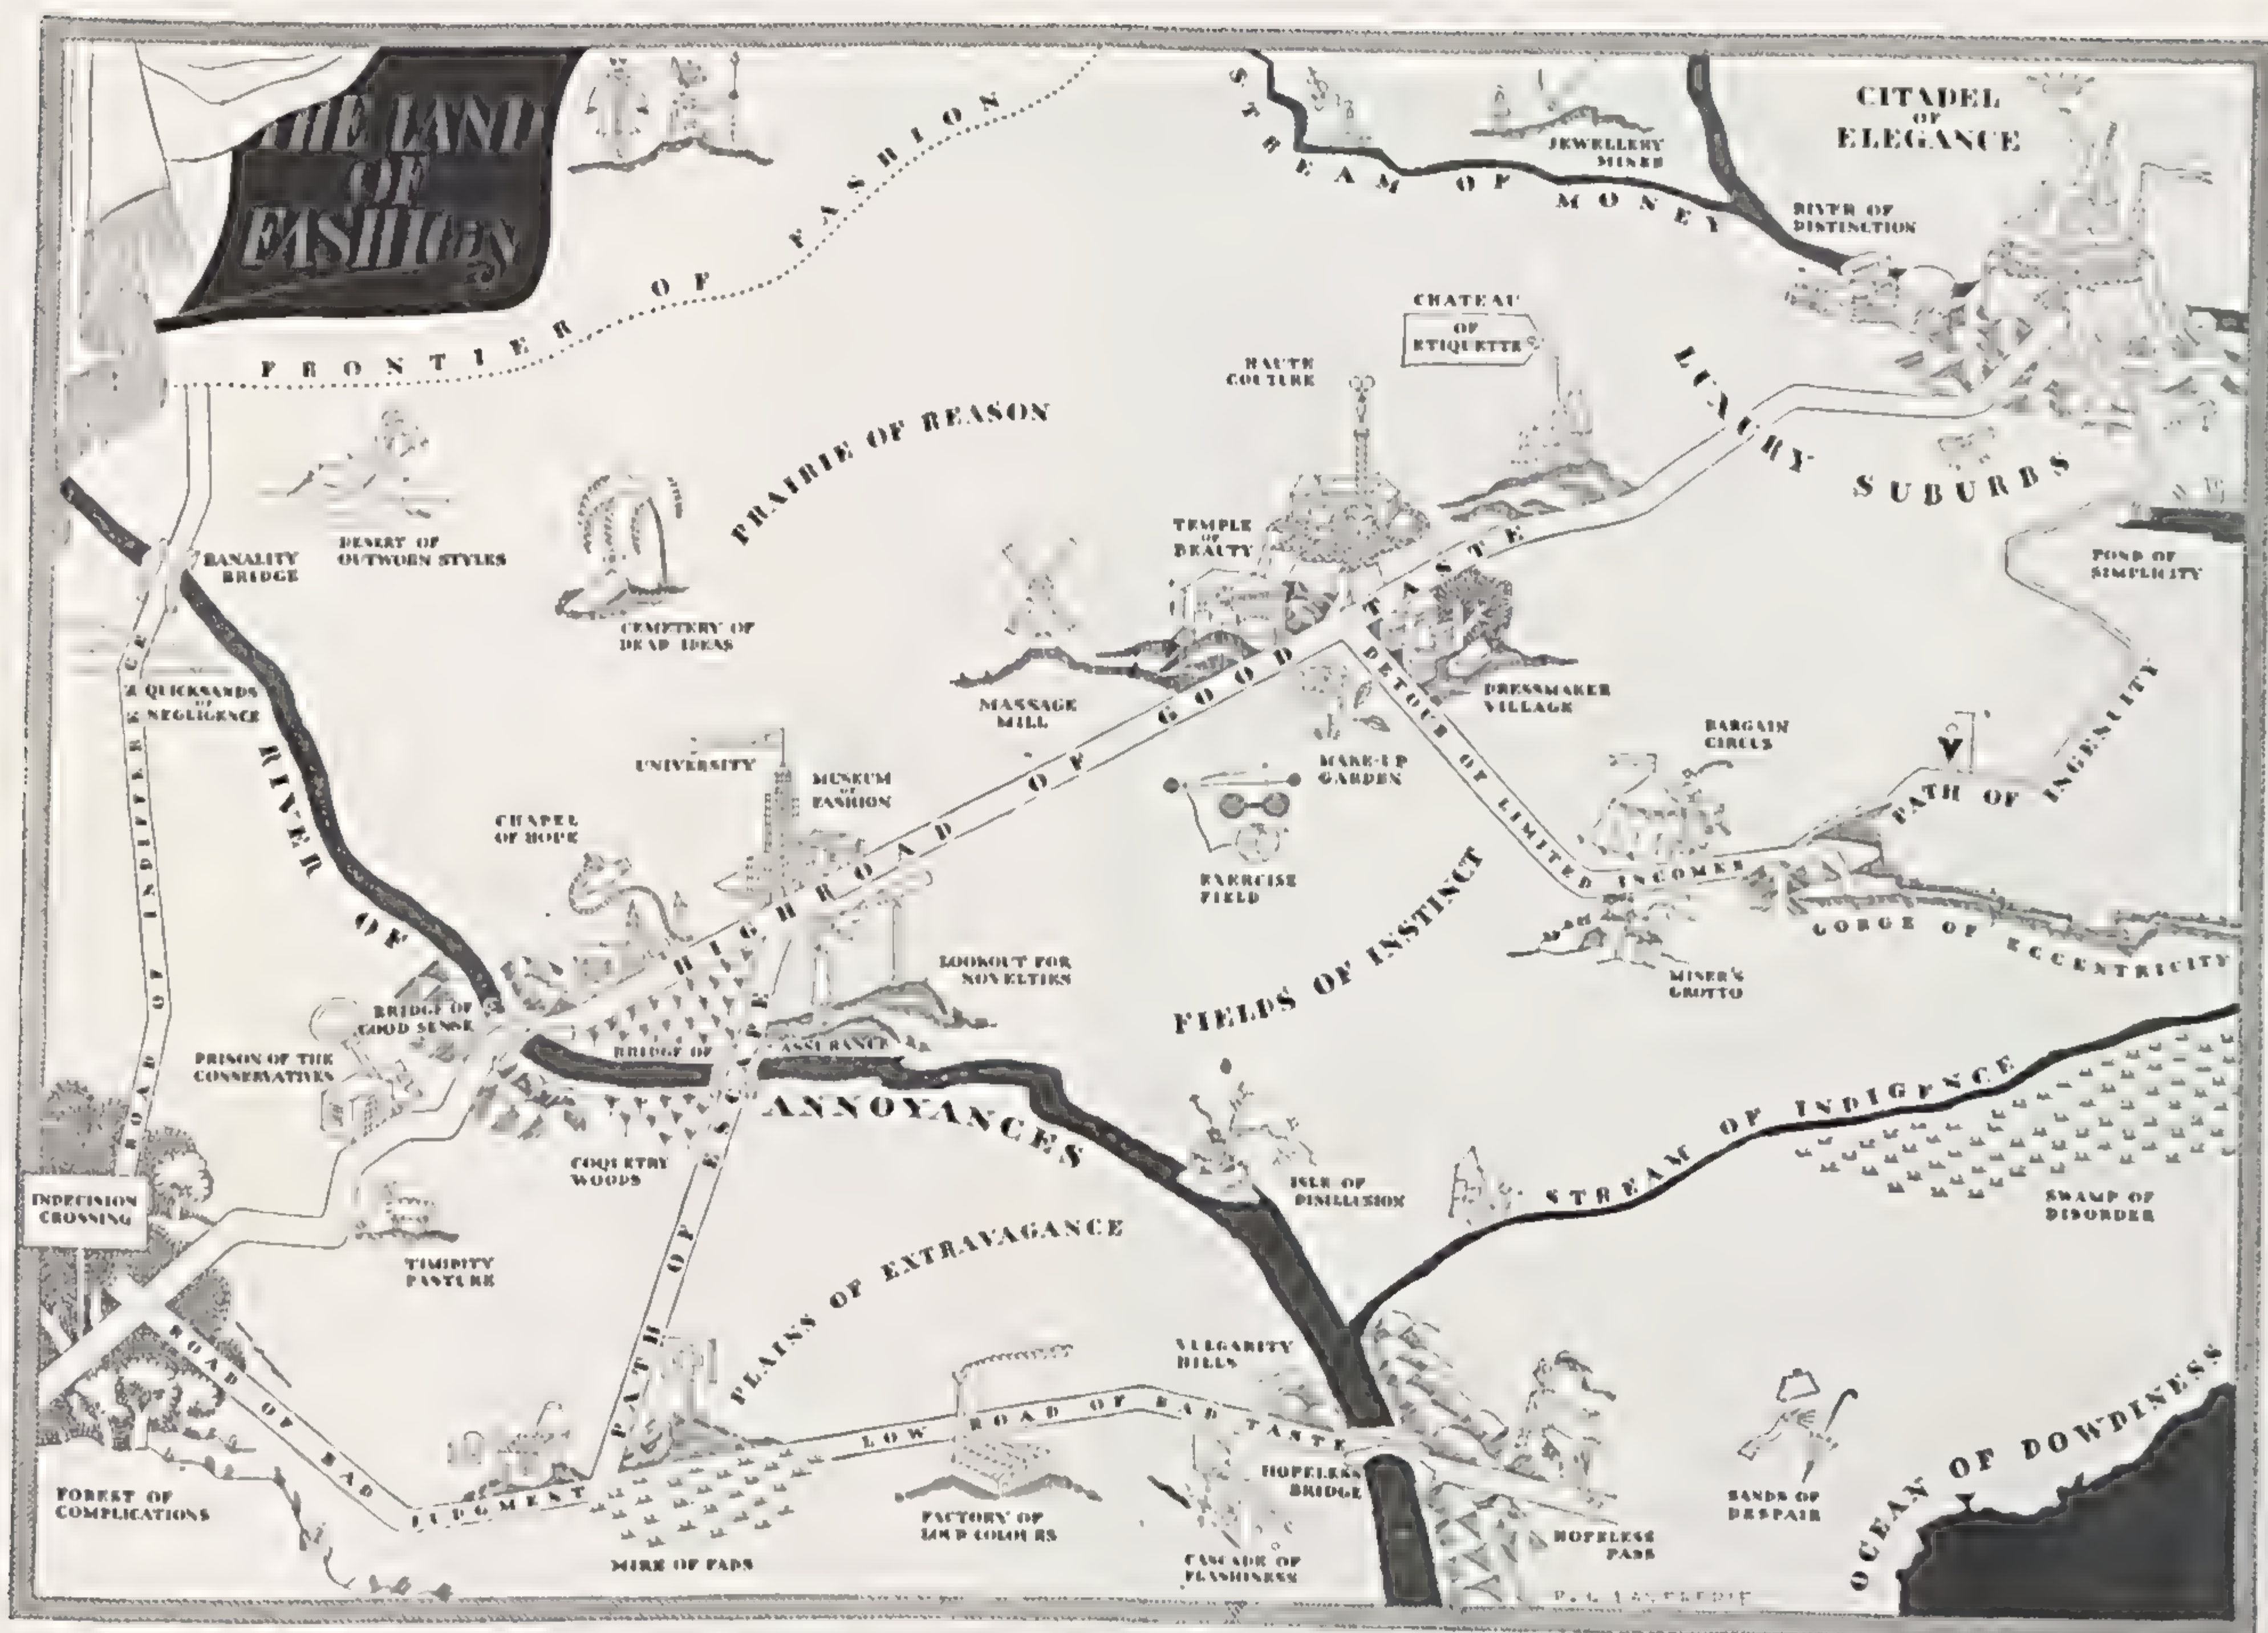 THE LAND
OF
FASHION
FRONTIER OF FASHION
STREAM OF MONEY
JEWELLERY
MINES
CITADEL
OF
ELEGANCE
RIVER OF
DISTINCTION
CHATEAU
OF
ETIQUETTE
HAUTE
COUTURE
LUXURY SUBURBS
PRAIRIE OF REASON
DESERT OF
OUTWORN STYLES
BANALITY
BRIDGE
CEMETERY OF
DEAD IDEAS
TEMPLE
OF
BEAUTY
POND OF
SIMPLICITY
QUICKSANDS
OF
NEGLIGENCE
MASSAGE
MILL
DRESSMAKER
VILLAGE
ROAD OF INDIFFERENCE
RIVER OF ANNOYANCES
UNIVERSITY
MUSEUM
OF
FASHION
HIGHROAD OF GOOD TASTE
MAKE-UP
GARDEN
DETOUR OF LIMITED INCOMES
BARGAIN
CIRCUS
PATH OF INGENUITY
CHAPEL
OF HOPE
EXERCISE
FIELD
GORGE OF ECCENTRICITY
LOOKOUT FOR
NOVELTIES
FIELDS OF INSTINCT
MISER'S
GROTTO
BRIDGE OF
GOOD SENSE
PRISON OF THE
CONSERVATIVES
BRIDGE OF ASSURANCE
COQUETRY
WOODS
INDECISION
CROSSING
TIMIDITY
PASTURE
PATH OF ESCAPE
ISLE OF
DISILLUSION
STREAM OF INDIGENCE
SWAMP OF
DISORDER
PLAINS OF EXTRAVAGANCE
VULGARITY
HILLS
ROAD OF BAD JUDGMENT
LOW ROAD OF BAD TASTE
FOREST OF
COMPLICATIONS
MIRE OF FADS
FACTORY OF
LOUD COLOURS
HOPELESS
BRIDGE
CASCADE OF
FLASHINESS
HOPELESS
PASS
SANDS OF
DESPAIR
OCEAN OF DOWDINESS